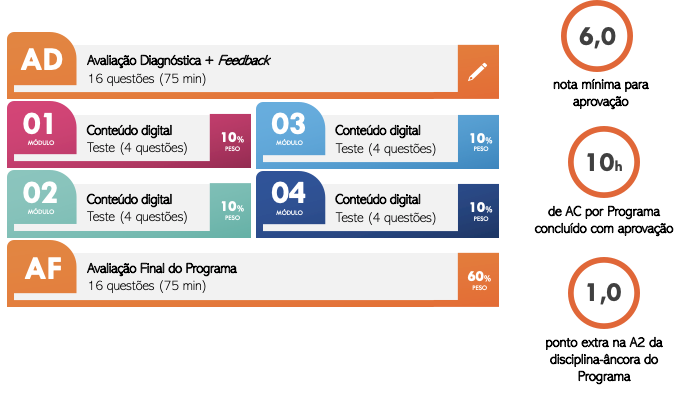 AD
Avaliação Diagnóstica + Feedback
16 questões (75 min)
01
MÓDULO
Conteúdo digital
Teste (4 questões)
10%
PESO
03
MÓDULO
Conteúdo digital
Teste (4 questões)
10%
PESO
02
MÓDULO
Conteúdo digital
Teste (4 questões)
10%
PESO
04
MÓDULO
Conteúdo digital
Teste (4 questões)
10%
PESO
AF
Avaliação Final do Programa
16 questões (75 min)
60%
PESO
6,0
nota mínima para
aprovação
10h
de AC por Programa
concluído com aprovação
1,0
ponto extra na A2 da
disciplina-âncora do
Programa